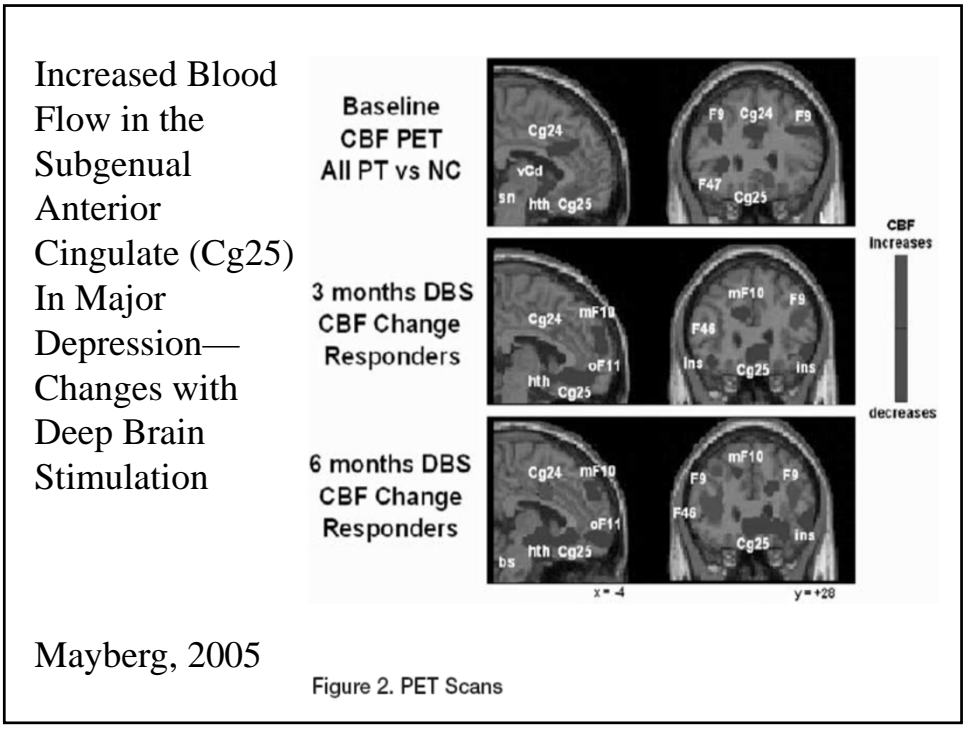 Increased Blood
Flow in the
Subgenual
Anterior
Cingulate (Cg25)
In Major
Depression—
Changes with
Deep Brain
Stimulation
Mayberg, 2005
Baseline
CBF PET
All PT vs NC
Cg24
vCd
sn hth Cg25
F9 Cg24 F9
F47
Cg25
3 months DBS
CBF Change
Responders
Cg24 mF10
oF11
hth
Cg25
mF10 F9
F46
ins Cg25 ins
6 months DBS
CBF Change
Responders
Cg24 mF10
oF11
hth Cg25
bs
x = -4
mF10
F9 F9
F46
ins
Cg25
y = +28
CBF
increases
decreases
Figure 2. PET Scans